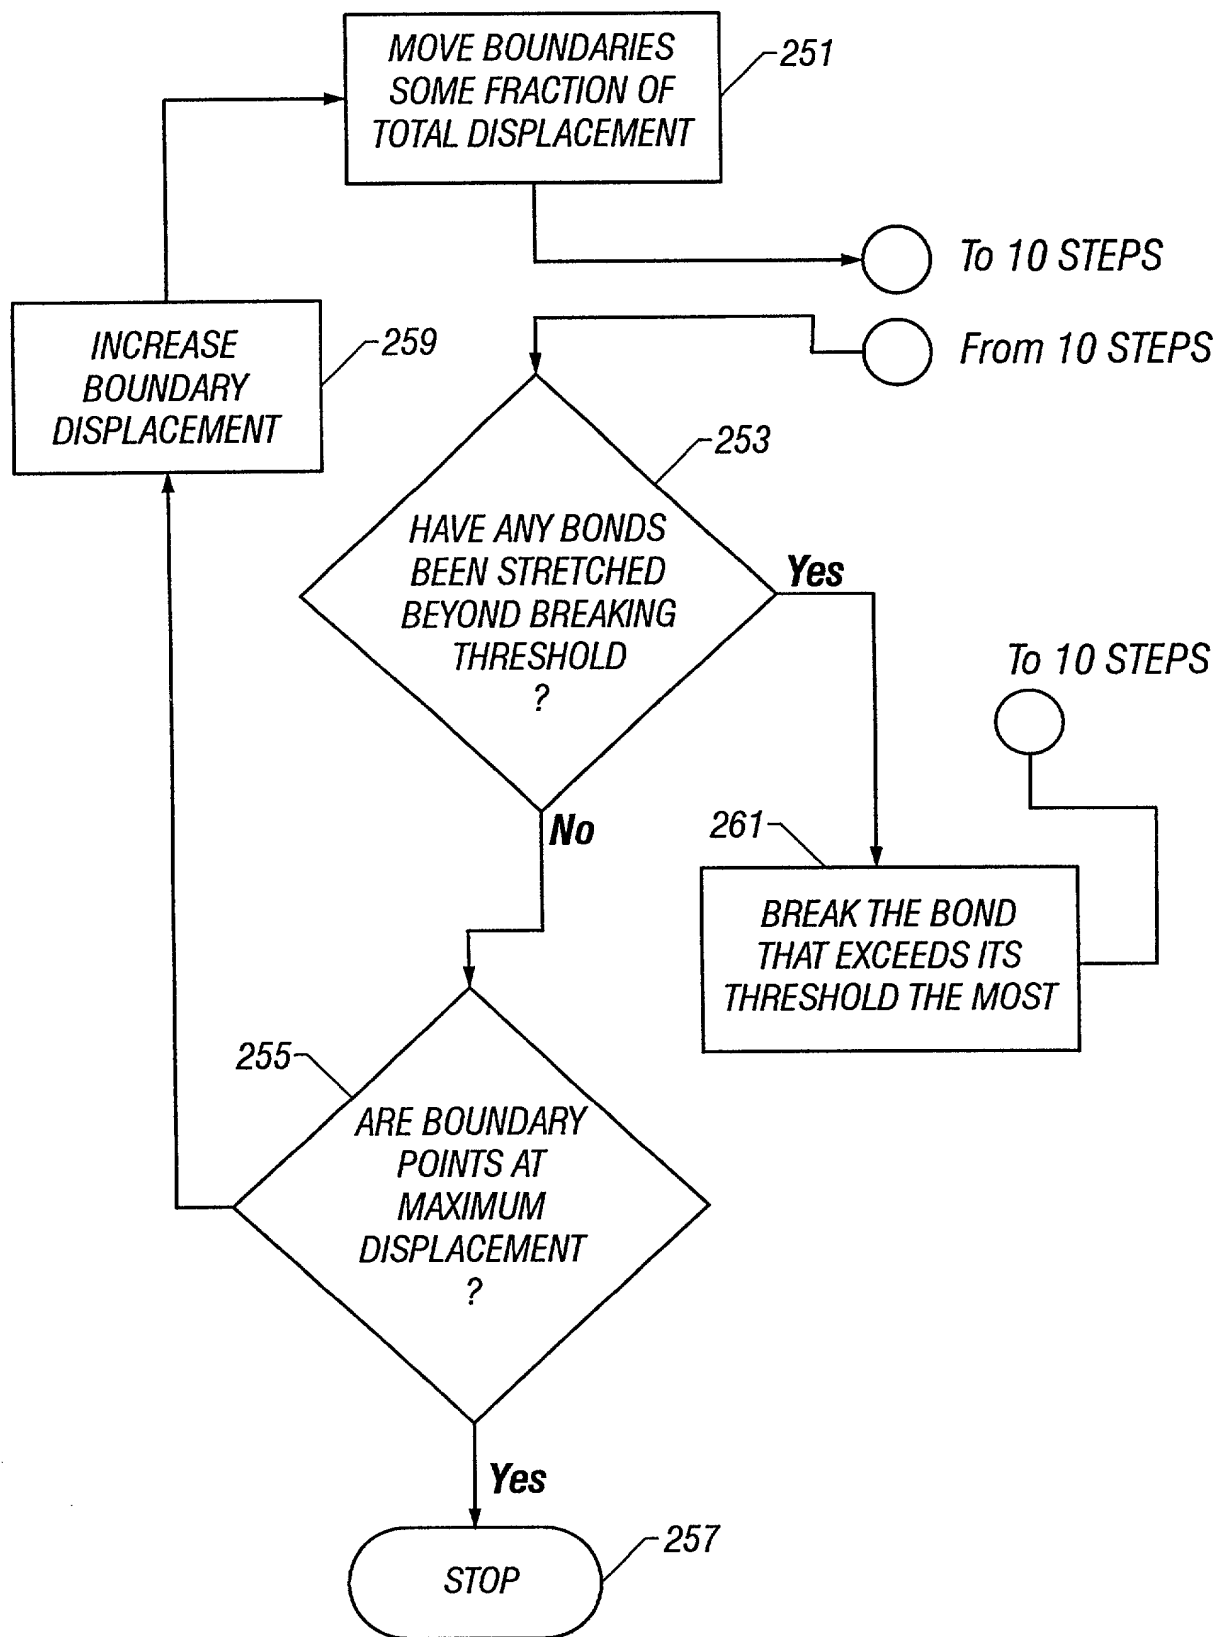 MOVE BOUNDARIES
SOME FRACTION OF
TOTAL DISPLACEMENT
251
To 10 STEPS
From 10 STEPS
INCREASE
BOUNDARY
DISPLACEMENT
259
253
HAVE ANY BONDS
BEEN STRETCHED
BEYOND BREAKING
THRESHOLD
?
Yes
To 10 STEPS
No
261
BREAK THE BOND
THAT EXCEEDS ITS
THRESHOLD THE MOST
255
ARE BOUNDARY
POINTS AT
MAXIMUM
DISPLACEMENT
?
Yes
257
STOP